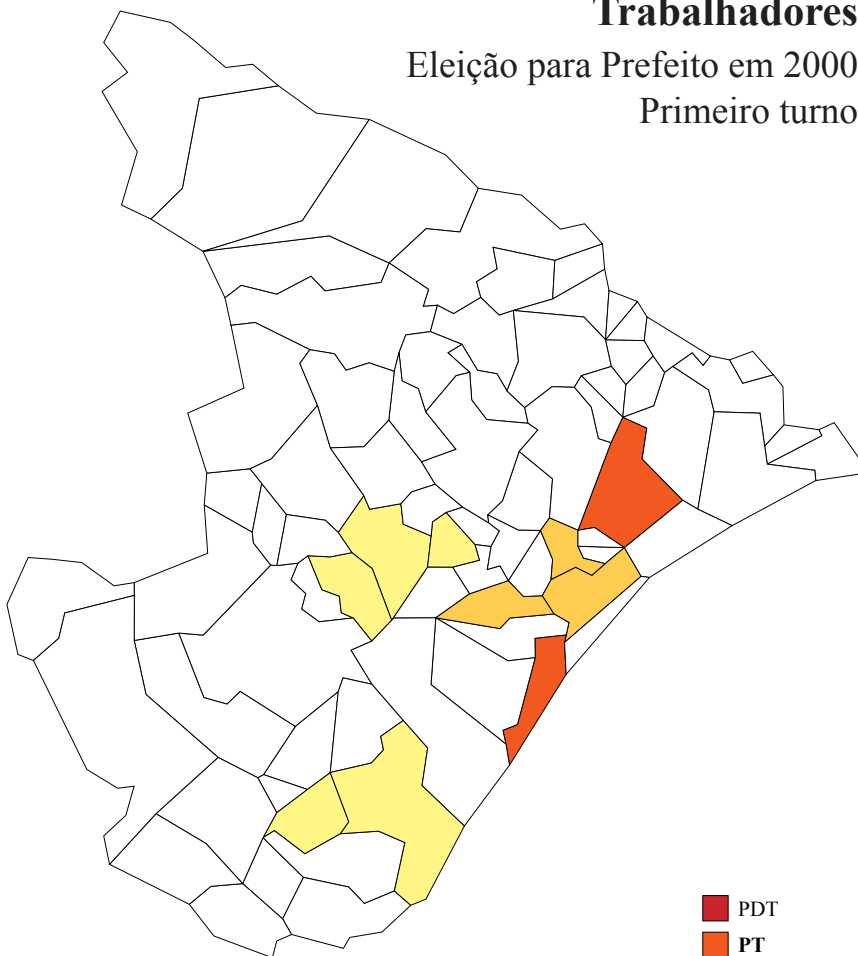 Trabalhadores
Eleição para Prefeito em 2000
Primeiro turno
PDT
PT